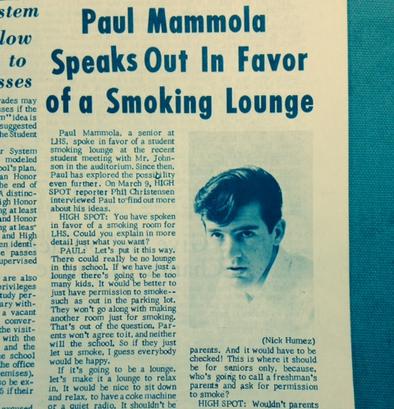 stem
low
to
sses
ades may
ses if the
m" idea is
suggested
he Student
r System
modeled
ol's plan.
an Honor
he end of
A distinc-
igh Honor
ng at least
and Honor
ng at leas
and High
en identi-
e passes
upervised
are also
privileges
tudy per-
ary with-
a vacant
conver-
the visit-
with the
and the
e school
the office
emises),
o be ex-
if their
Paul Mammola
Speaks Out In Favor
of a Smoking Lounge
Paul Mammola, a senior at
LHS, spoke in favor of a student
smoking lounge at the recent
student meeting with Mr. John-
son in the auditorium. Since then,
Paul has explored the possibility
even further. On March 9, HIGH
SPOT reporter Phil Christensen
interviewed Paul to find out more
about his ideas.
HIGH SPOT: You have spoken
in favor of a smoking room for
LHS. Could you explain in more
detail just what you want?
PAUL: Let's put it this way.
There could really be no lounge
in this school. If we have just a
lounge there's going to be too
many kids. It would be better to
just have permission to smoke--
such as out in the parking lot.
They won't go along with making
another room just for smoking.
That's out of the question. Par-
ents won't agree to it, and neither
will the school. So if they just
let us smoke, I guess everybody
would be happy.
If it's going to be a lounge,
let's make it a lounge to relax
in. It would be nice to sit down
and relax, to have a coke machine
or a quiet radio. It shouldn't be
(Nick Humez)
parents. And it would have to be
checked! This is where it should
be for seniors only, because,
who's going to call a freshman's
parents and ask for permission
to smoke?
HIGH SPOT: Wouldn't parents